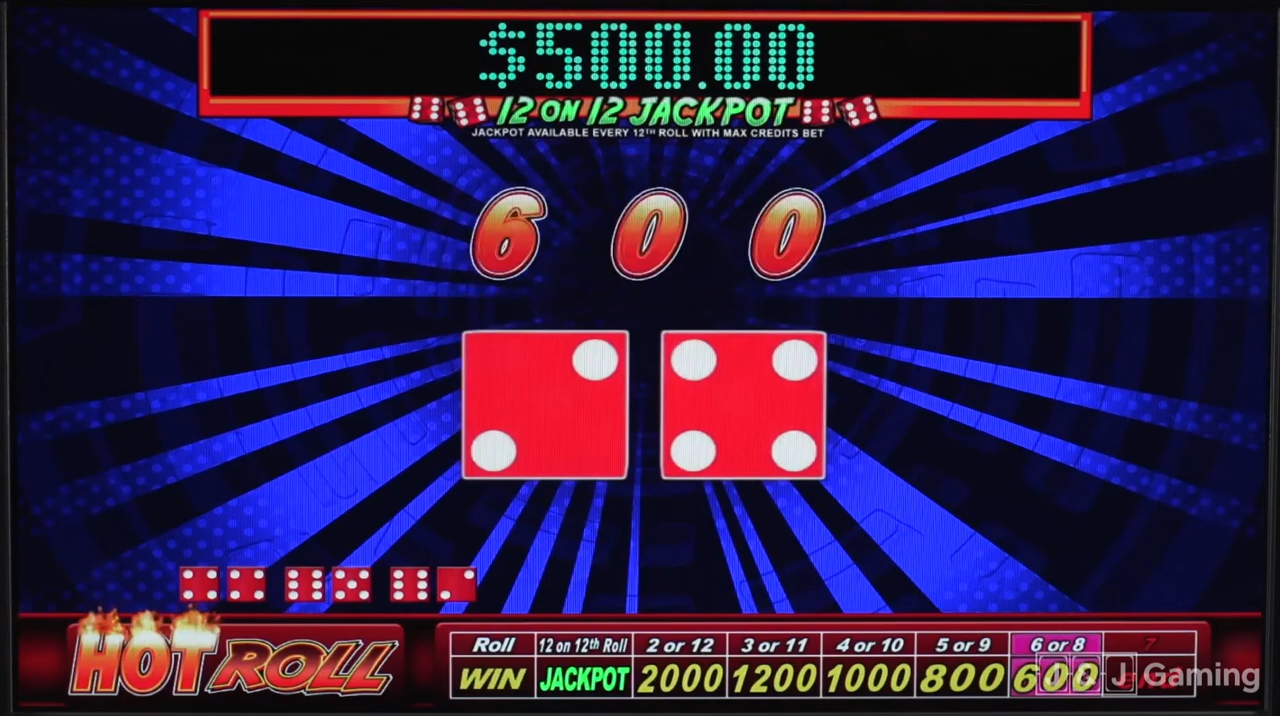 $500.00
12 ON 12 JACKPOT
JACKPOT AVAILABLE EVERY 12TH ROLL WITH MAX CREDITS BET
6 0 0
HOT ROLL
Roll 12 on 12th Roll 2 or 12 3 or 11 4 or 10 5 or 9 6 or 8 7
WIN JACKPOT 2000 1200 1000 800 600 END
J & J Gaming